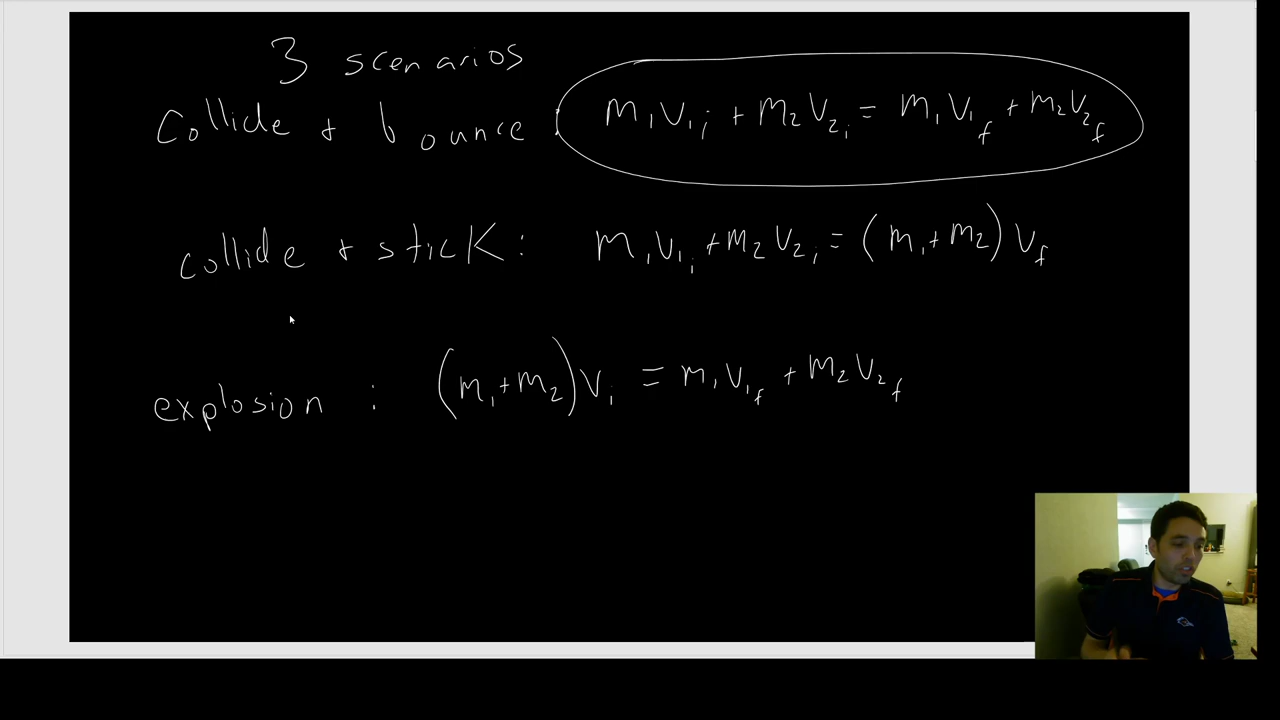 3 scenarios
Collide + bounce: m₁v₁ᵢ + m₂v₂ᵢ = m₁v₁f + m₂v₂f
collide + stick: m₁v₁ᵢ + m₂v₂ᵢ = (m₁+m₂) vf
explosion : (m₁+m₂)vᵢ = m₁v₁f + m₂v₂f